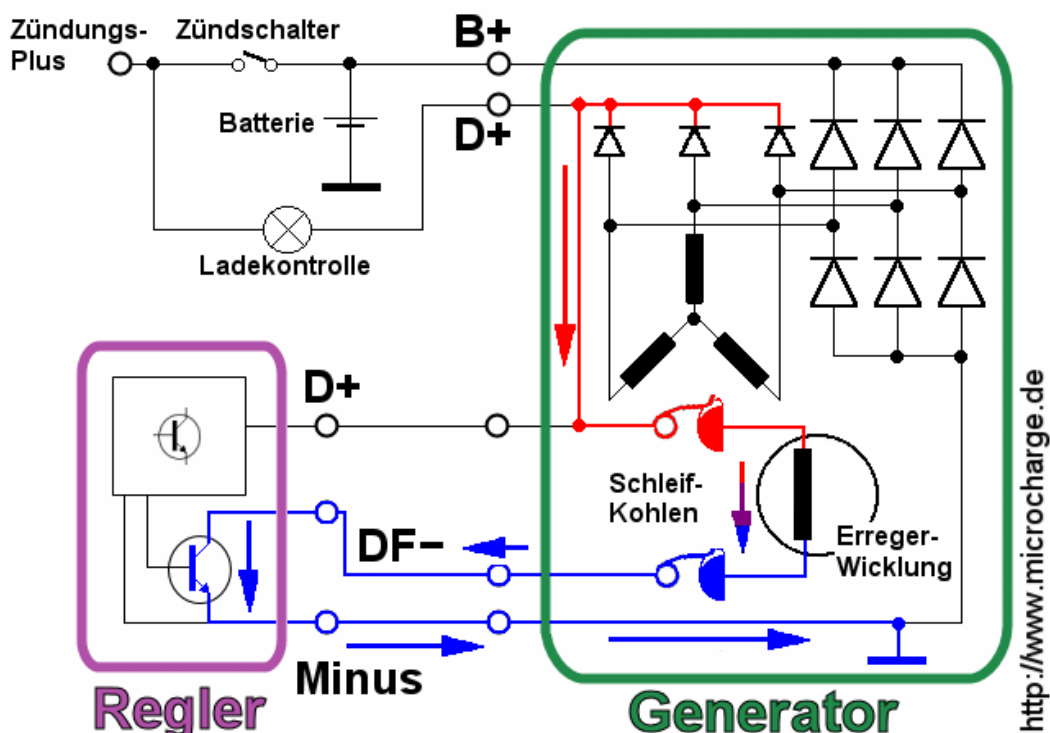 Zündungs-
Plus
Zündschalter
B+
Batterie
D+
Ladekontrolle
D+
Schleif-
Kohlen
DF–
Erreger-
Wicklung
Minus
Regler
Generator
http://www.microcharge.de